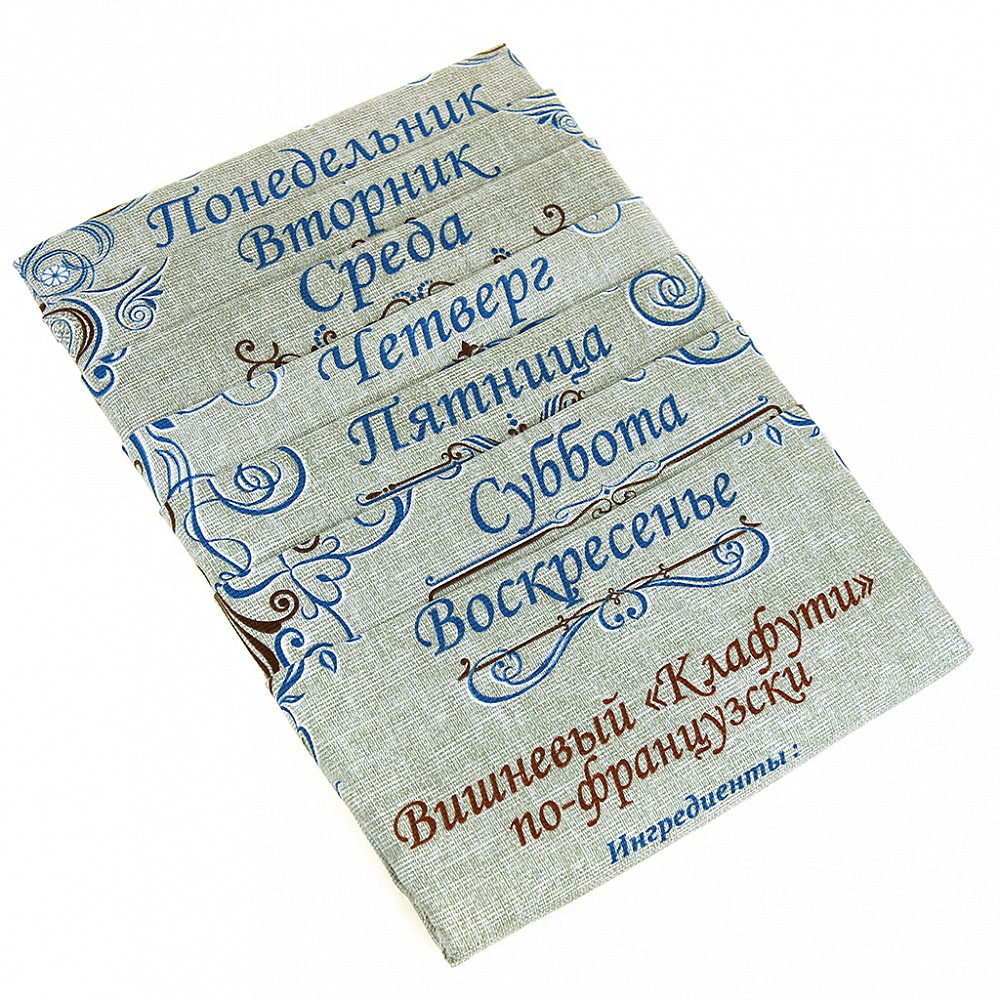 Понедельник
Вторник
Среда
Четверг
Пятница
Суббота
Воскресенье
Вишневый «Клафути»
по-французски
Ингредиенты :